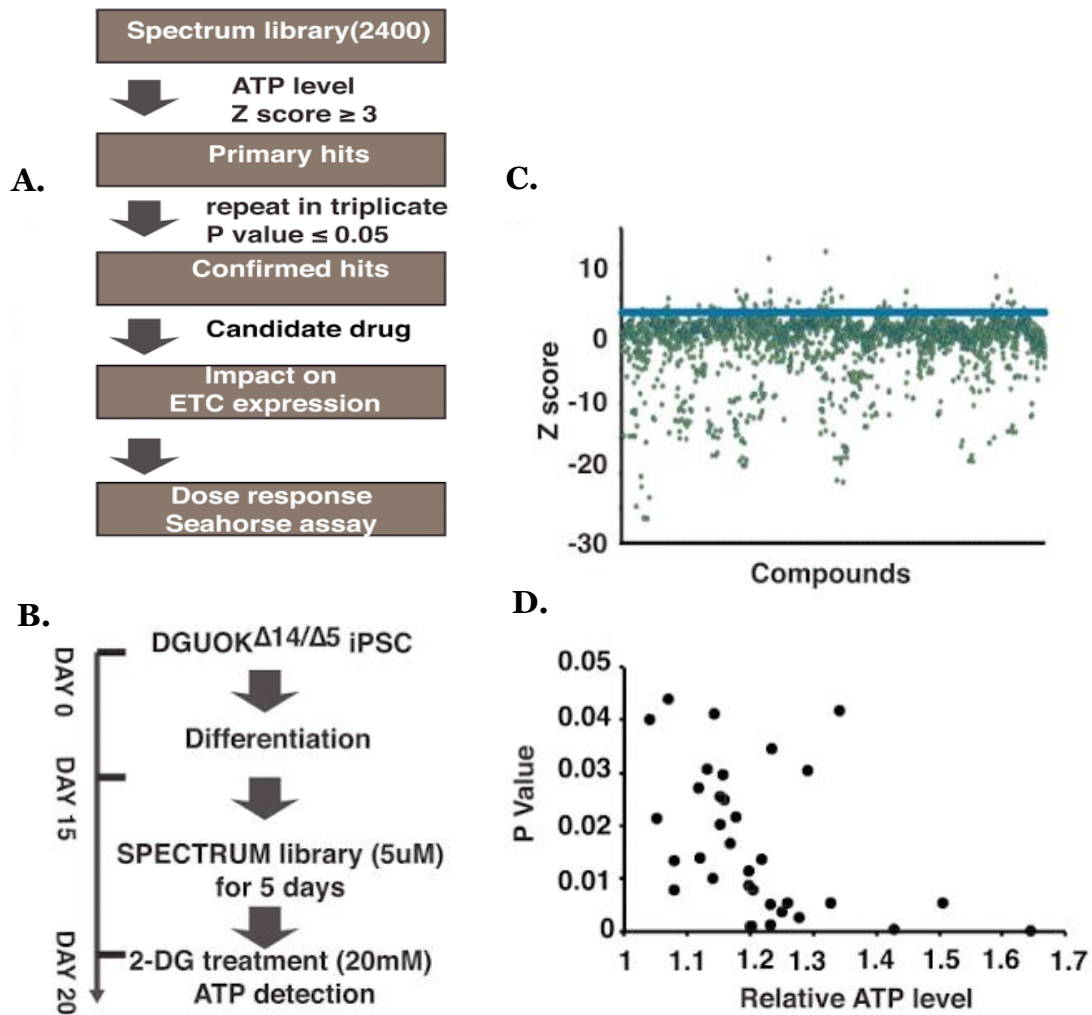 A.
Spectrum library(2400)
ATP level
Z score ≥ 3
Primary hits
repeat in triplicate
P value ≤ 0.05
Confirmed hits
Candidate drug
Impact on
ETC expression
Dose response
Seahorse assay
B.
DAY 0
DAY 15
DAY 20
DGUOK^Δ14/Δ5 iPSC
Differentiation
SPECTRUM library (5uM)
for 5 days
2-DG treatment (20mM)
ATP detection
C.
Z score
10
0
-10
-20
-30
Compounds
D.
P Value
0.05
0.04
0.03
0.02
0.01
0
1 1.1 1.2 1.3 1.4 1.5 1.6 1.7
Relative ATP level